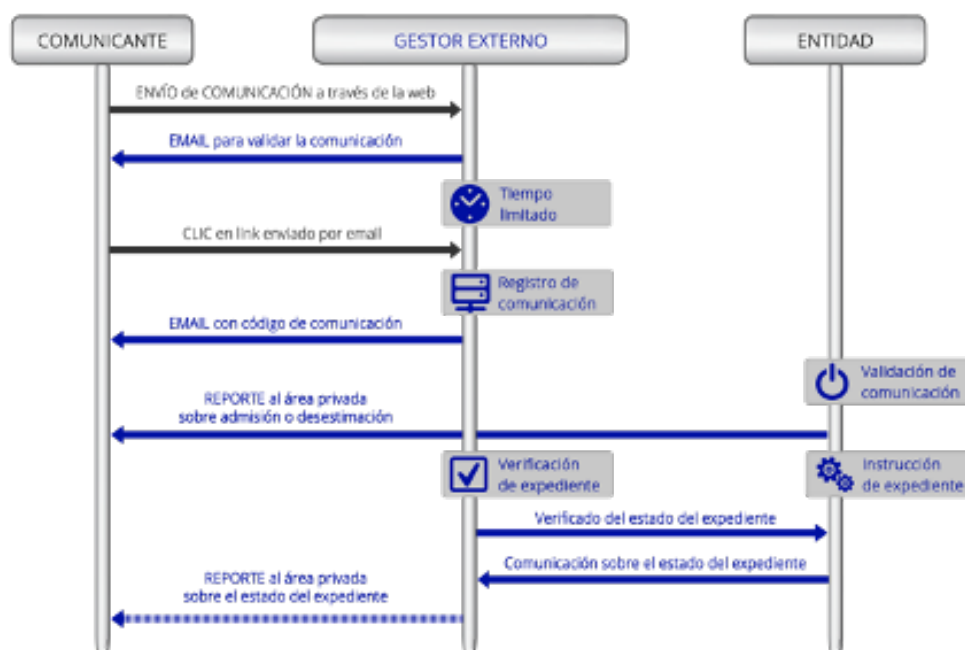 COMUNICANTE
GESTOR EXTERNO
ENTIDAD
ENVÍO de COMUNICACIÓN a través de la web
EMAIL para validar la comunicación
Tiempo
limitado
CLIC en link enviado por email
Registro de
comunicación
EMAIL con código de comunicación
Validación de
comunicación
REPORTE al área privada
sobre admisión o desestimación
Verificación
de expediente
Instrucción
de expediente
Verificado del estado del expediente
Comunicación sobre el estado del expediente
REPORTE al área privada
sobre el estado del expediente